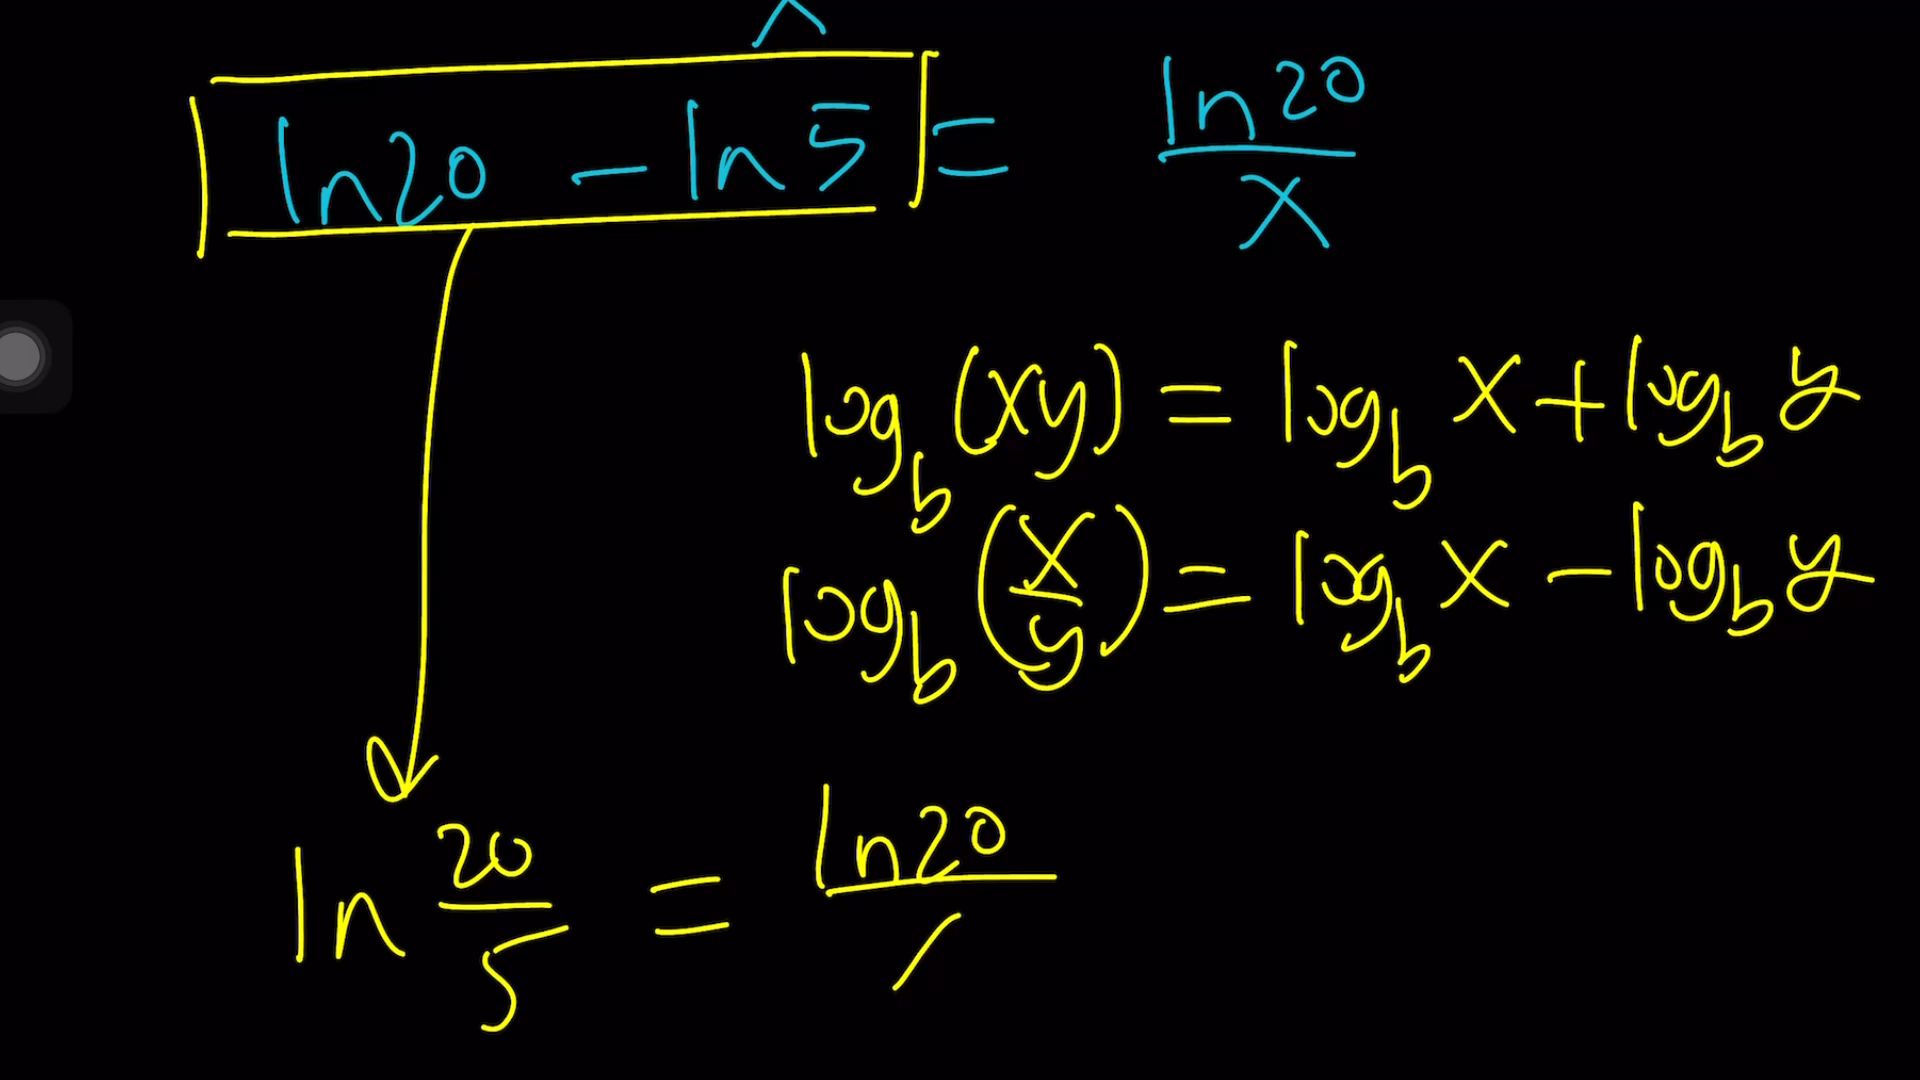 ln20 - ln5 = ln20/x
log_b (xy) = log_b x + log_b y
log_b (x/y) = log_b x - log_b y
ln 20/5 = ln20/